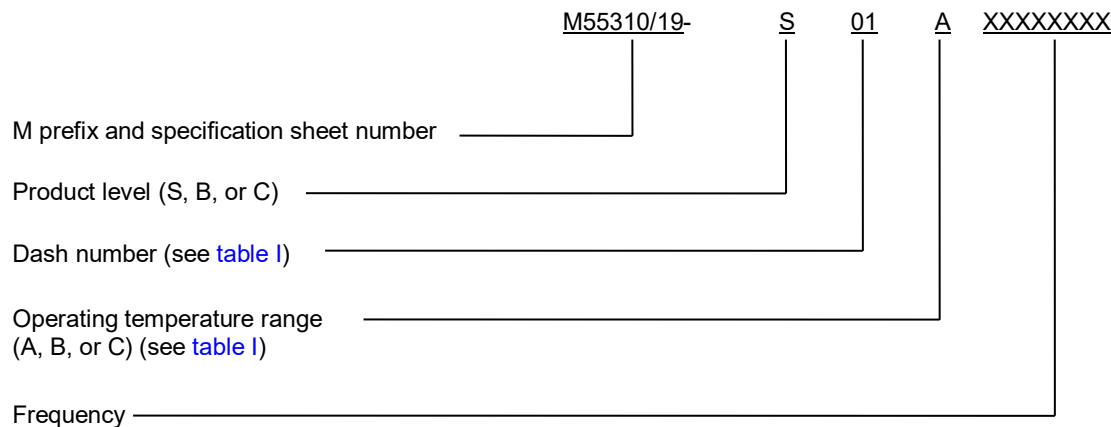 M55310/19- S 01 A XXXXXXXX
M prefix and specification sheet number
Product level (S, B, or C)
Dash number (see table I)
Operating temperature range
(A, B, or C) (see table I)
Frequency